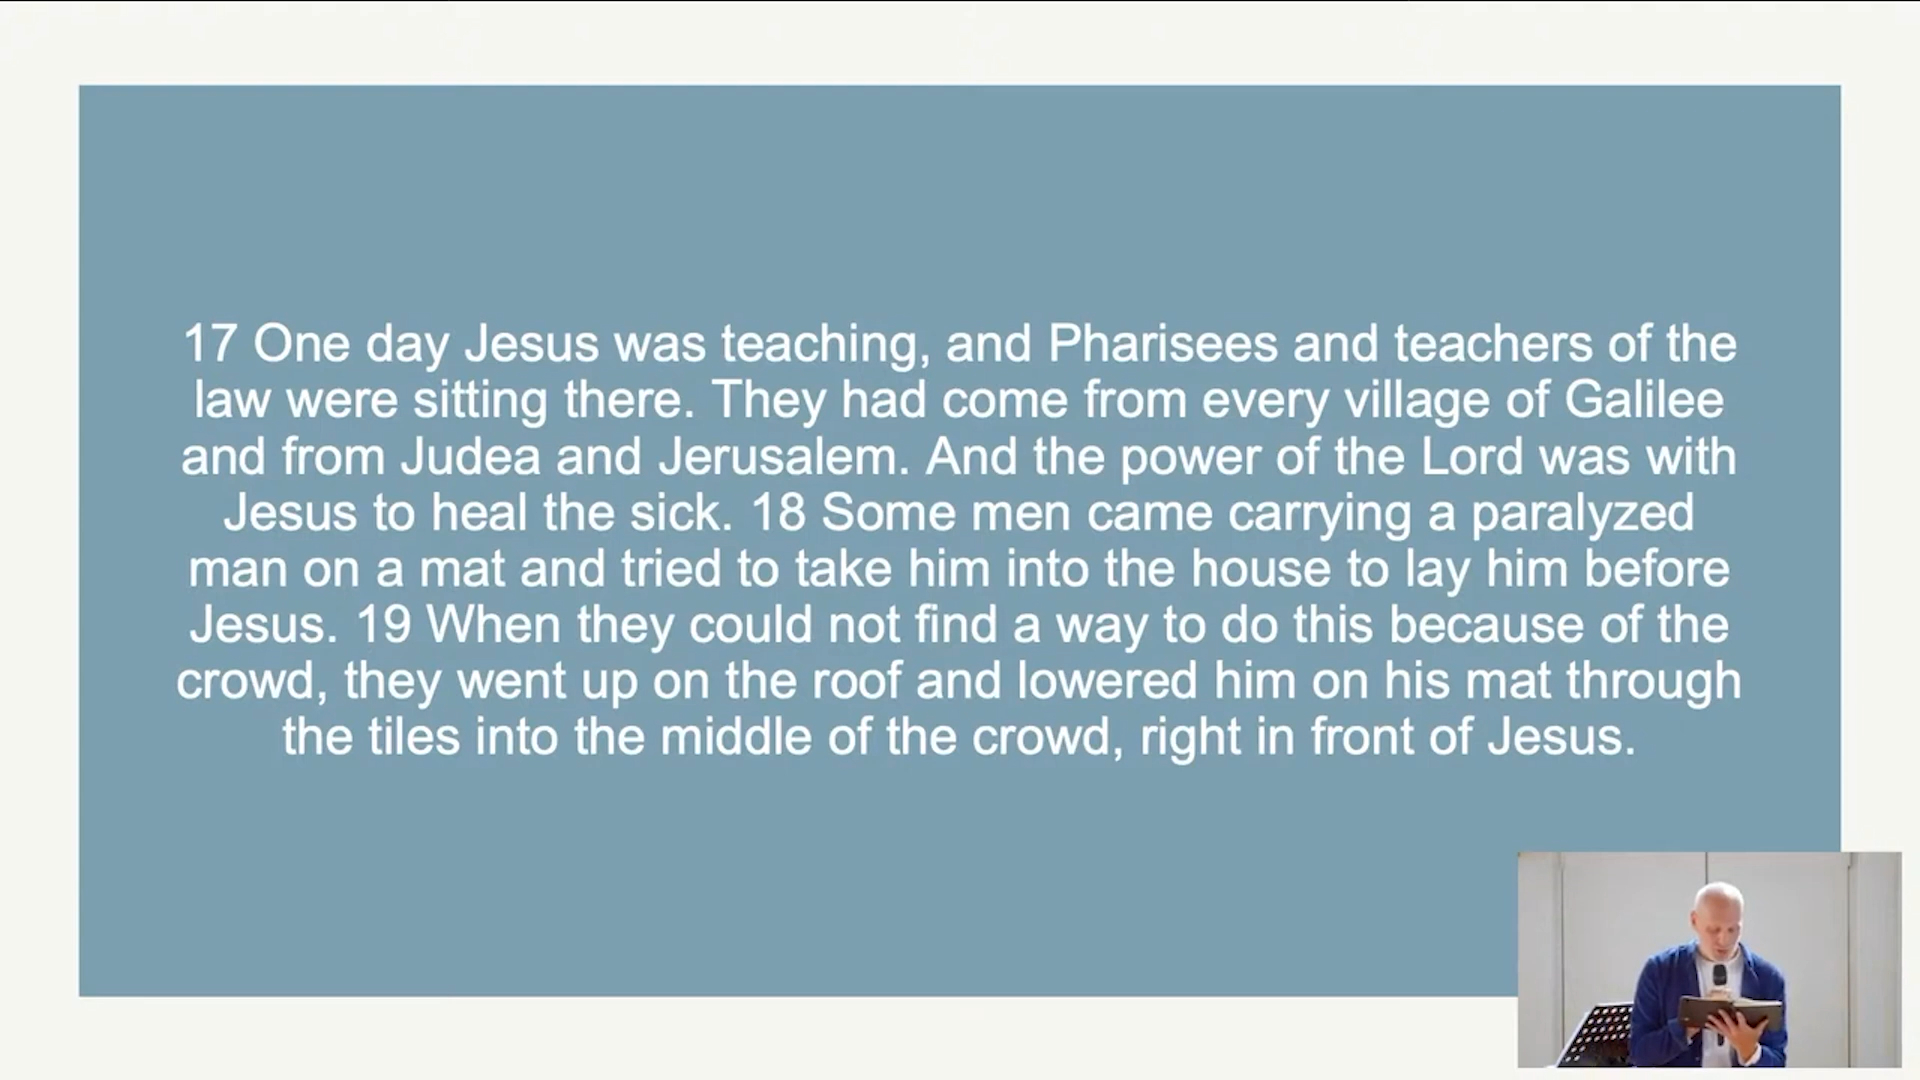 17 One day Jesus was teaching, and Pharisees and teachers of the
law were sitting there. They had come from every village of Galilee
and from Judea and Jerusalem. And the power of the Lord was with
Jesus to heal the sick. 18 Some men came carrying a paralyzed
man on a mat and tried to take him into the house to lay him before
Jesus. 19 When they could not find a way to do this because of the
crowd, they went up on the roof and lowered him on his mat through
the tiles into the middle of the crowd, right in front of Jesus.